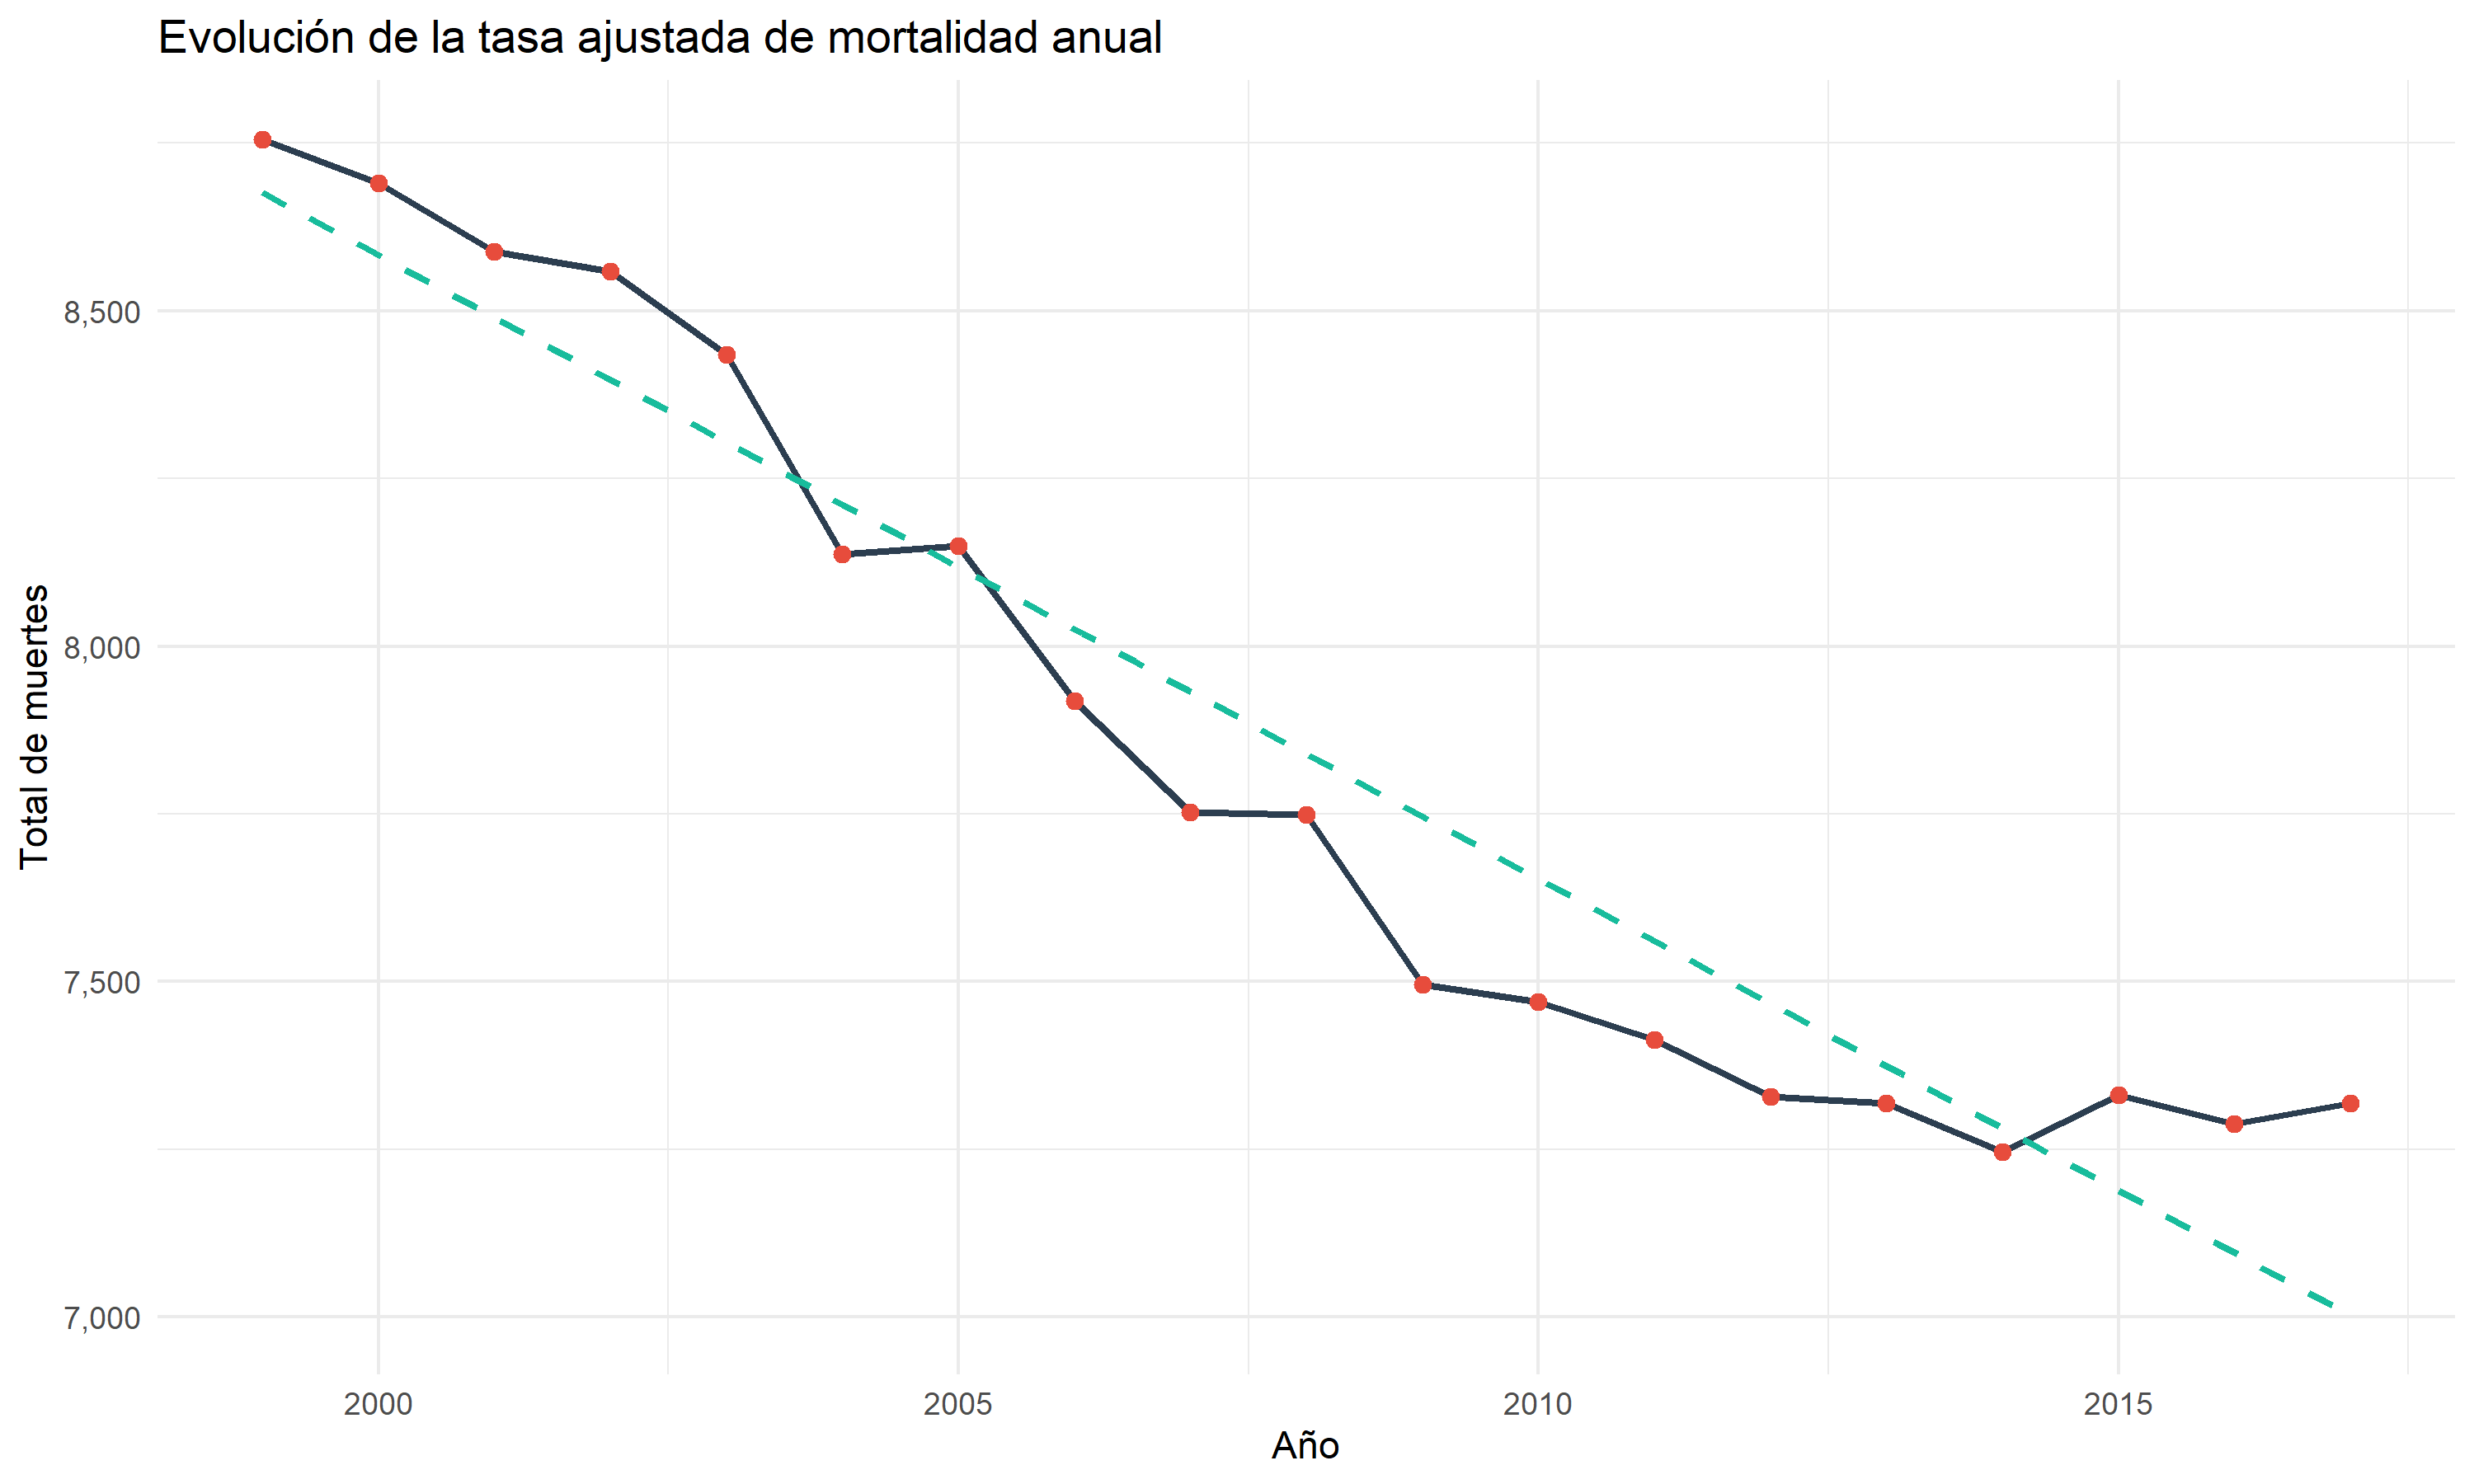 Evolución de la tasa ajustada de mortalidad anual
Total de muertes
8,500
8,000
7,500
7,000
2000
2005
2010
2015
Año